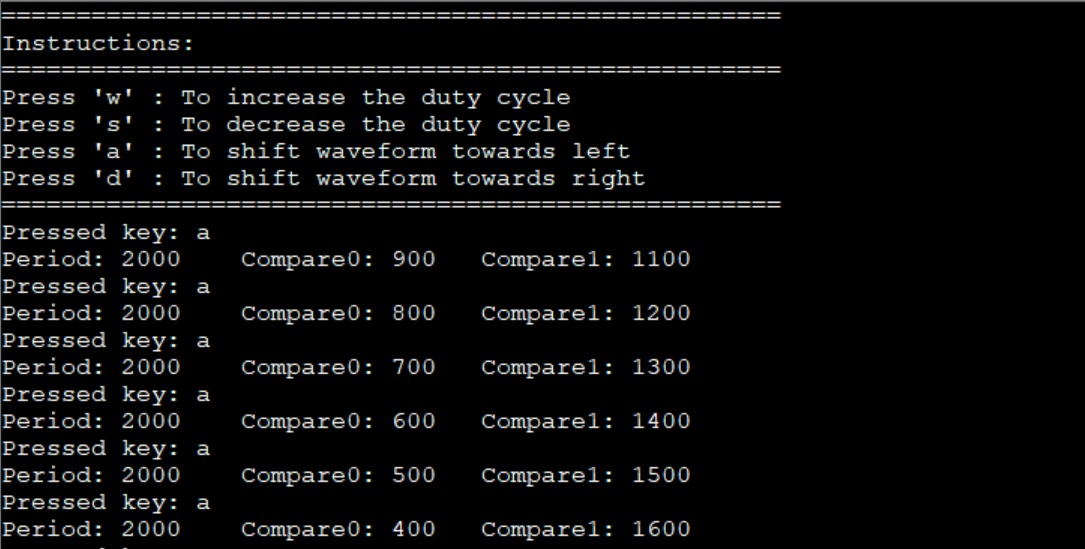 ====================================================
Instructions:
====================================================
Press 'w' : To increase the duty cycle
Press 's' : To decrease the duty cycle
Press 'a' : To shift waveform towards left
Press 'd' : To shift waveform towards right
====================================================
Pressed key: a
Period: 2000    Compare0: 900   Compare1: 1100
Pressed key: a
Period: 2000    Compare0: 800   Compare1: 1200
Pressed key: a
Period: 2000    Compare0: 700   Compare1: 1300
Pressed key: a
Period: 2000    Compare0: 600   Compare1: 1400
Pressed key: a
Period: 2000    Compare0: 500   Compare1: 1500
Pressed key: a
Period: 2000    Compare0: 400   Compare1: 1600